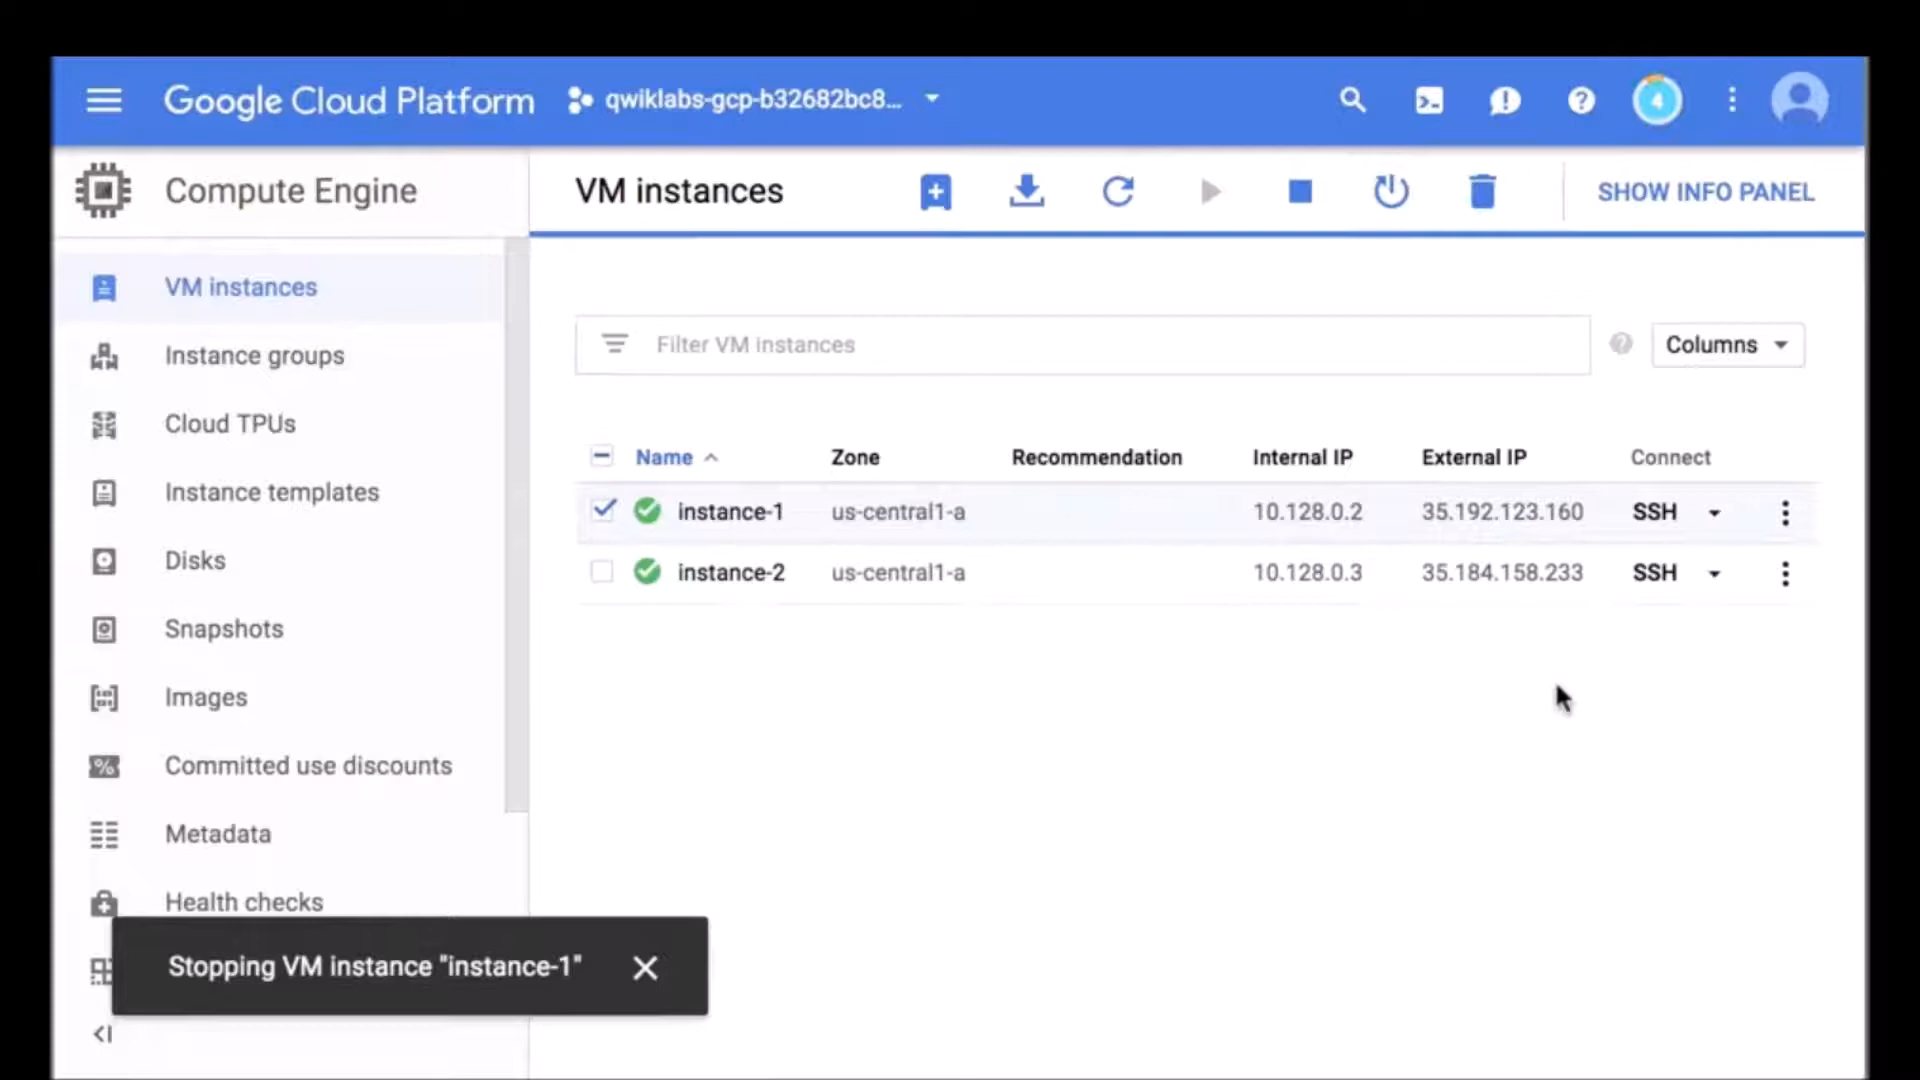 Google Cloud Platform
qwiklabs-gcp-b32682bc8...
4
Compute Engine
VM instances
SHOW INFO PANEL
VM instances
Instance groups
Cloud TPUs
Instance templates
Disks
Snapshots
Images
Committed use discounts
Metadata
Health checks
Filter VM instances
Columns
Name Zone Recommendation Internal IP External IP Connect
instance-1 us-central1-a 10.128.0.2 35.192.123.160 SSH
instance-2 us-central1-a 10.128.0.3 35.184.158.233 SSH
Stopping VM instance "instance-1"